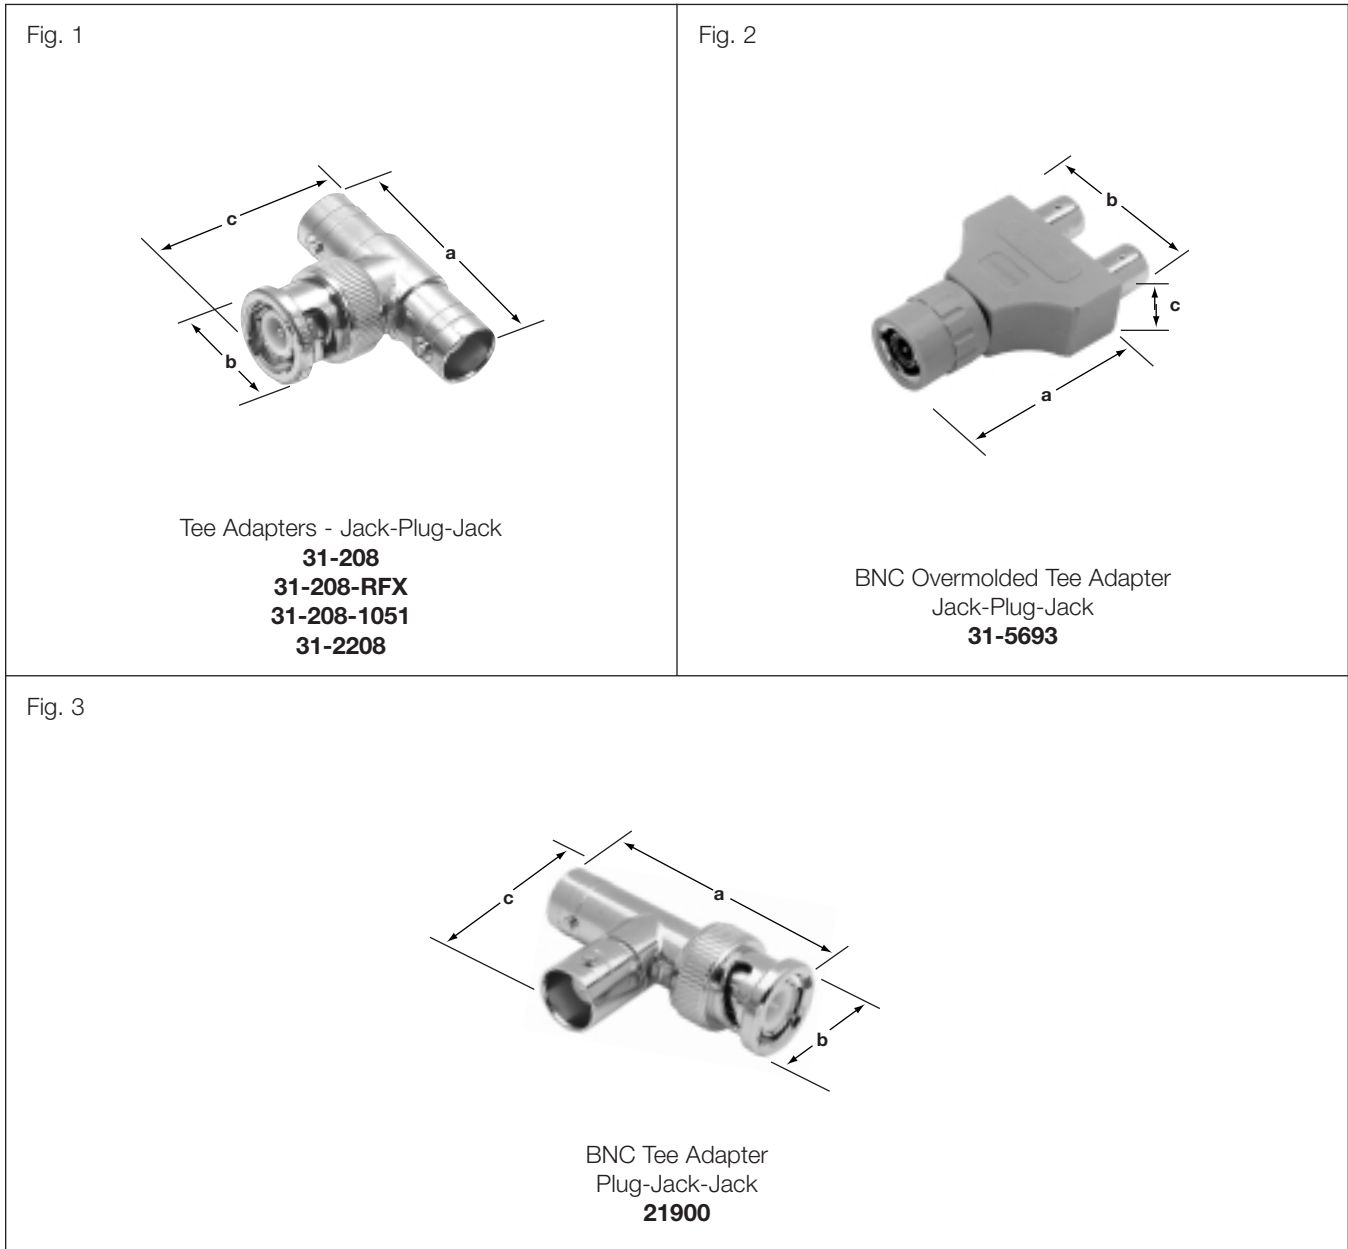 Fig. 1
c
a
b
Tee Adapters - Jack-Plug-Jack
31-208
31-208-RFX
31-208-1051
31-2208
Fig. 2
b
c
a
BNC Overmolded Tee Adapter
Jack-Plug-Jack
31-5693
Fig. 3
c
a
b
BNC Tee Adapter
Plug-Jack-Jack
21900